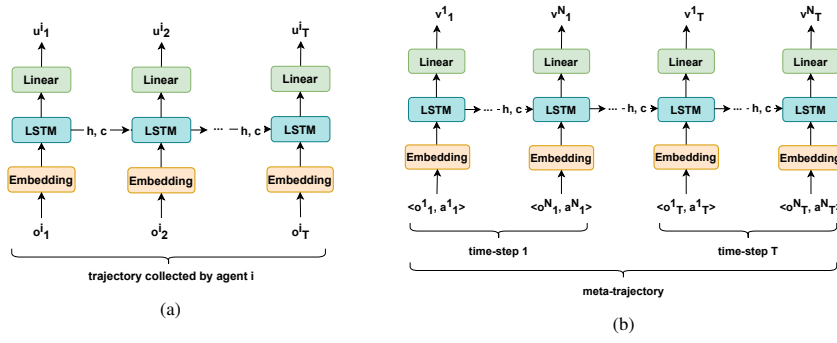 u^i_1 u^i_2 u^i_T
Linear Linear Linear
LSTM h, c LSTM ... h, c LSTM
Embedding Embedding Embedding
o^i_1 o^i_2 o^i_T
trajectory collected by agent i
(a)
v^1_1 v^N_1 v^1_T v^N_T
Linear Linear Linear Linear
LSTM ... h, c LSTM ... h, c LSTM ... h, c LSTM
Embedding Embedding Embedding Embedding
<o^1_1, a^1_1> <o^N_1, a^N_1> <o^1_T, a^1_T> <o^N_T, a^N_T>
time-step 1 time-step T
meta-trajectory
(b)